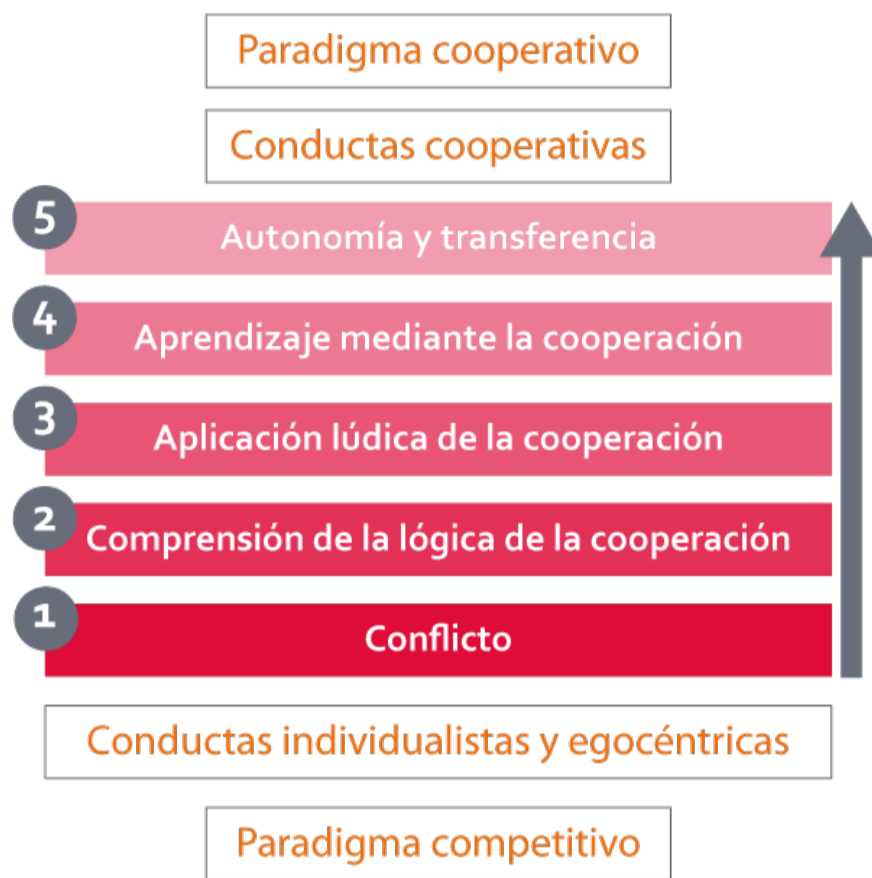 Paradigma cooperativo
Conductas cooperativas
5
Autonomía y transferencia
4
Aprendizaje mediante la cooperación
3
Aplicación lúdica de la cooperación
2
Comprensión de la lógica de la cooperación
1
Conflicto
Conductas individualistas y egocéntricas
Paradigma competitivo